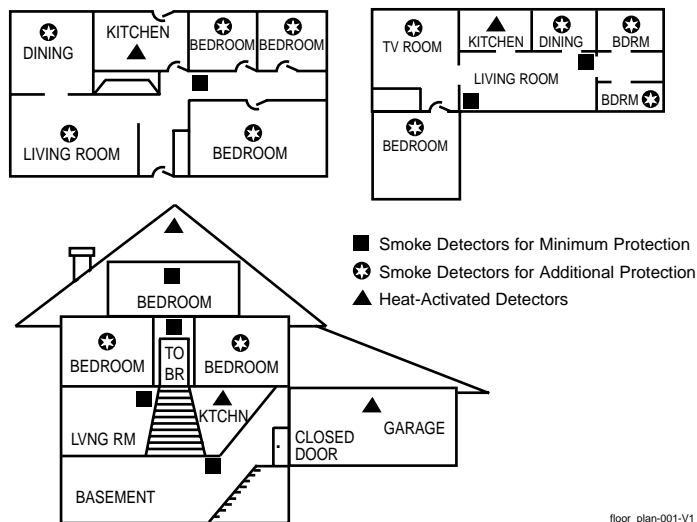 DINING
KITCHEN
BEDROOM
BEDROOM
LIVING ROOM
BEDROOM
TV ROOM
KITCHEN
DINING
BDRM
LIVING ROOM
BDRM
BEDROOM
Smoke Detectors for Minimum Protection
Smoke Detectors for Additional Protection
Heat-Activated Detectors
BEDROOM
BEDROOM
TO
BR
BEDROOM
LVNG RM
KTCHN
CLOSED
DOOR
GARAGE
BASEMENT
floor_plan-001-V1